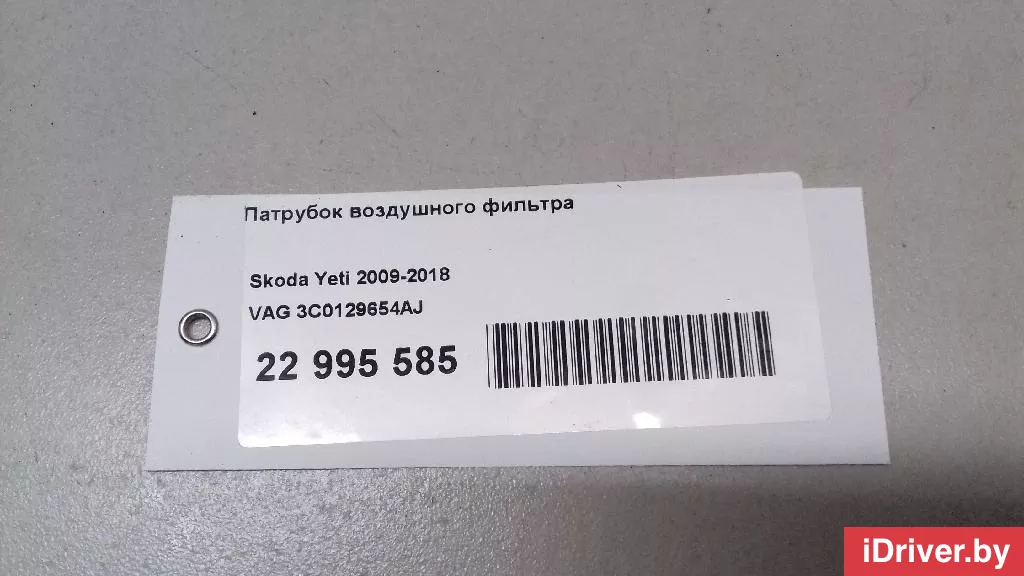 Патрубок воздушного фильтра
Skoda Yeti 2009-2018
VAG 3C0129654AJ
22 995 585
iDriver.by